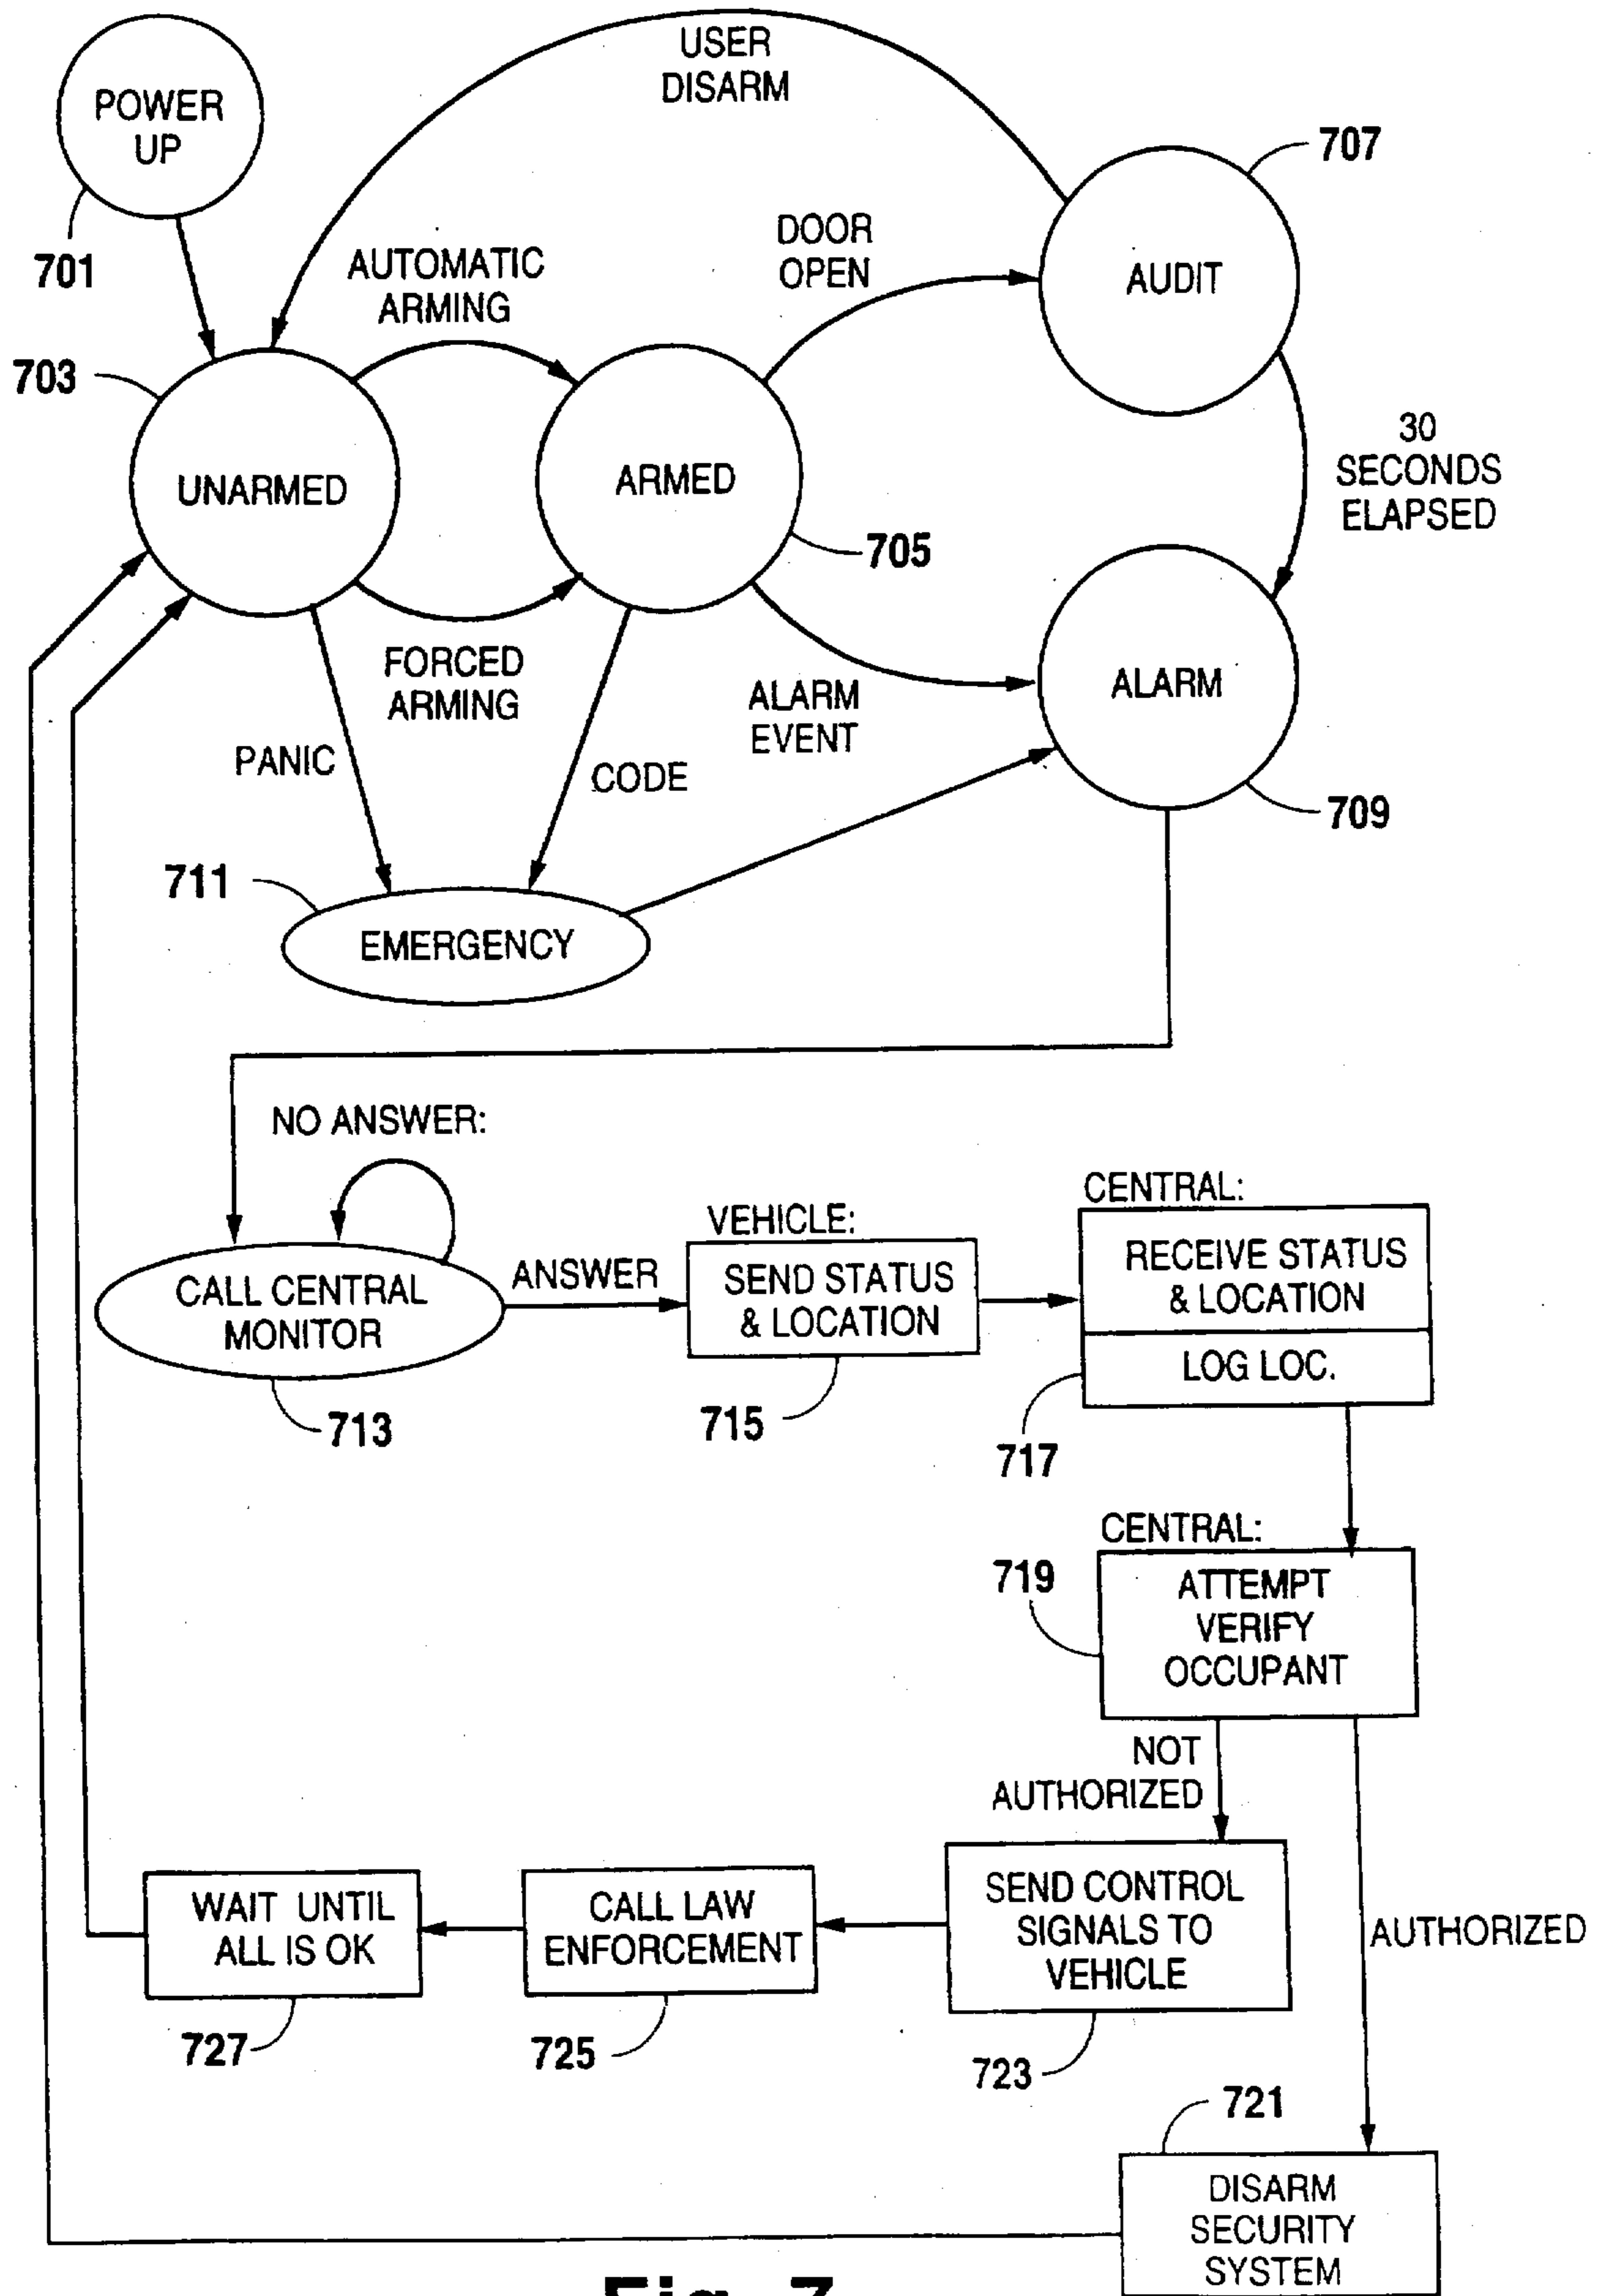 USER
DISARM
POWER
UP
701
707
DOOR
OPEN
AUTOMATIC
ARMING
AUDIT
703
30
SECONDS
ELAPSED
UNARMED
ARMED
705
FORCED
ARMING
ALARM
EVENT
ALARM
PANIC
CODE
709
711
EMERGENCY
NO ANSWER:
CALL CENTRAL
MONITOR
713
ANSWER
VEHICLE:
SEND STATUS
& LOCATION
715
CENTRAL:
RECEIVE STATUS
& LOCATION
LOG LOC.
717
CENTRAL:
719
ATTEMPT
VERIFY
OCCUPANT
NOT
AUTHORIZED
AUTHORIZED
SEND CONTROL
SIGNALS TO
VEHICLE
723
CALL LAW
ENFORCEMENT
725
WAIT UNTIL
ALL IS OK
727
721
DISARM
SECURITY
SYSTEM
Fig. 7